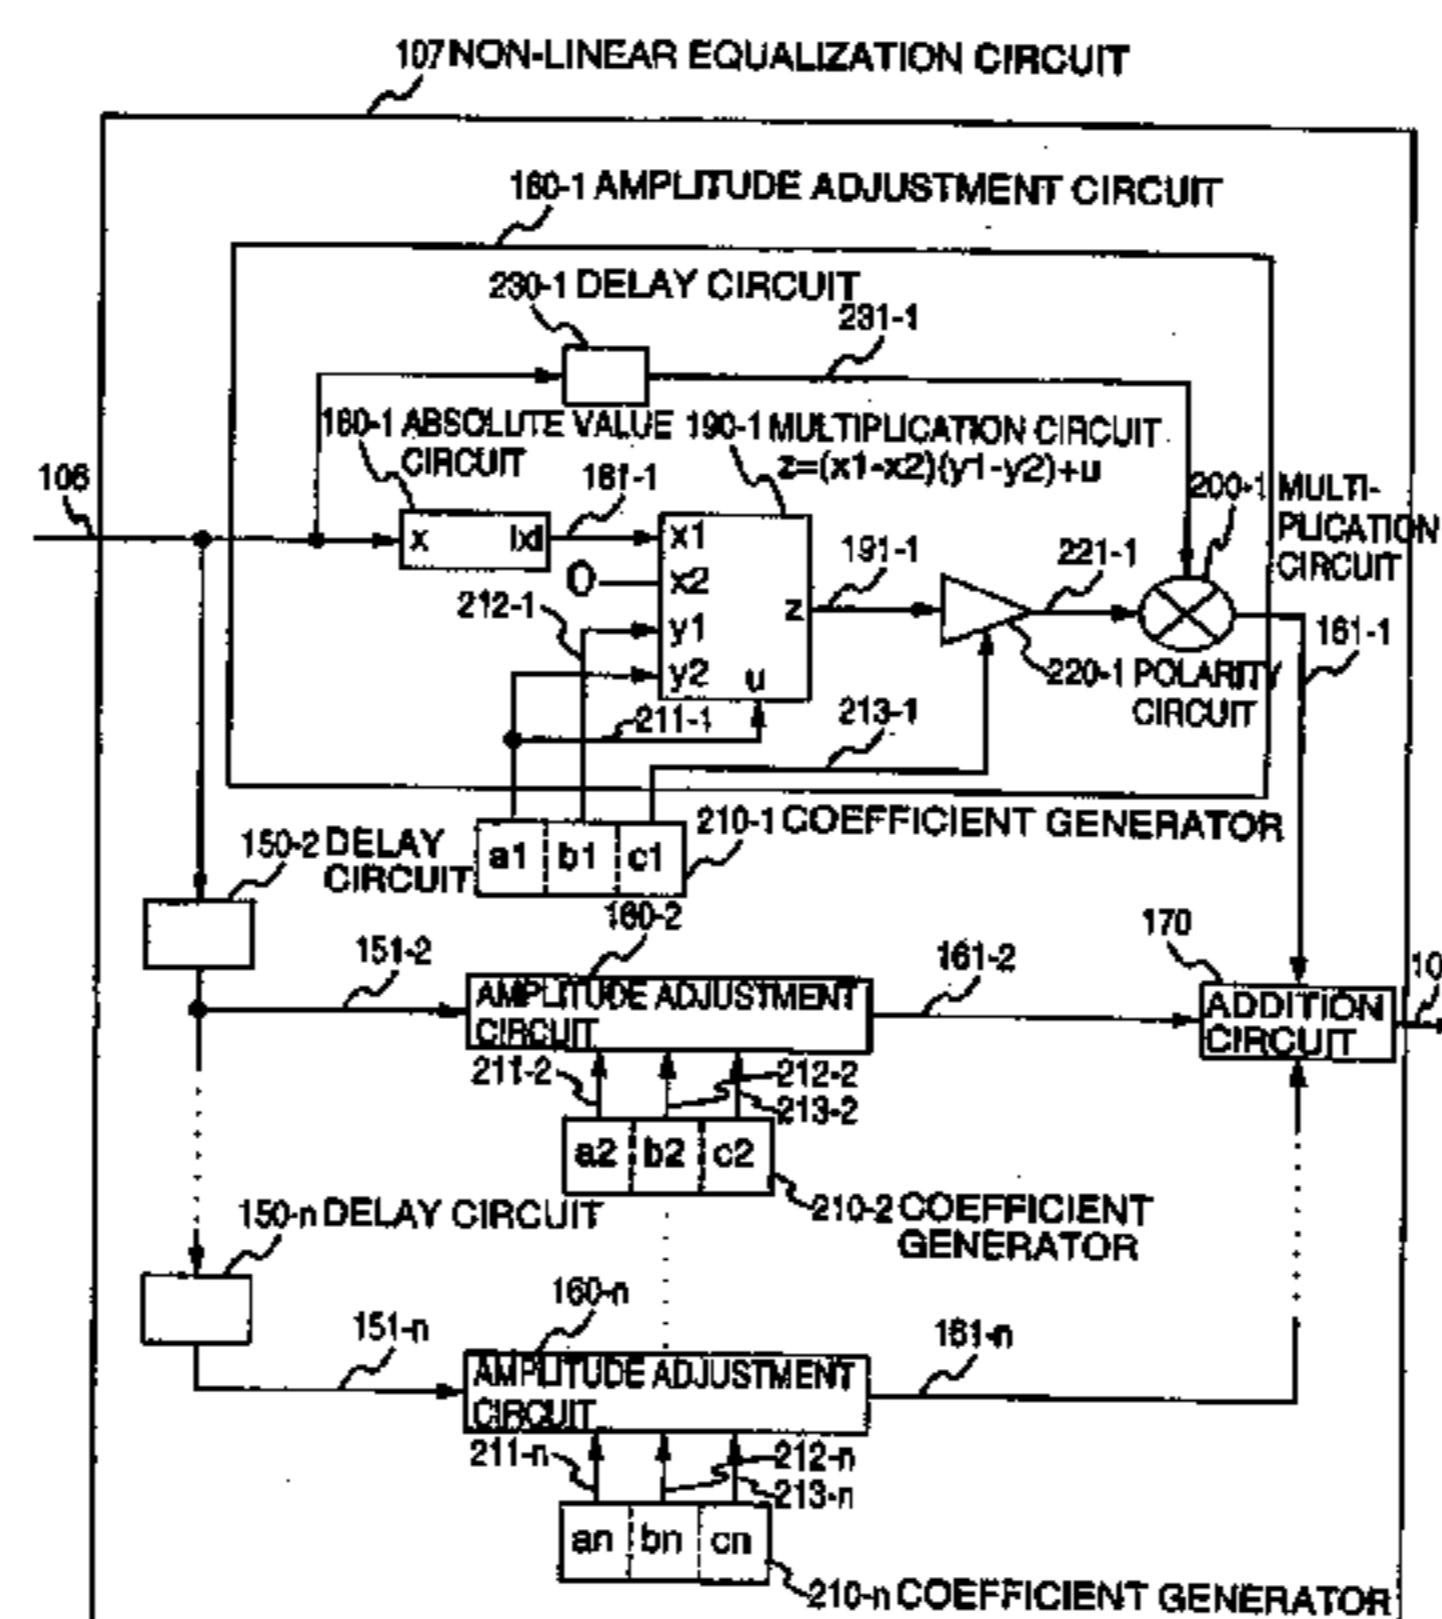 107 NON-LINEAR EQUALIZATION CIRCUIT
160-1 AMPLITUDE ADJUSTMENT CIRCUIT
230-1 DELAY CIRCUIT
231-1
180-1 ABSOLUTE VALUE
CIRCUIT
190-1 MULTIPLICATION CIRCUIT
z=(x1-x2)(y1-y2)+u
106
181-1
200-1 MULTI-
PLICATION
CIRCUIT
x
|x|
x1
0
x2
y1
y2
u
z
191-1
221-1
212-1
161-1
220-1 POLARITY
CIRCUIT
211-1
213-1
210-1 COEFFICIENT GENERATOR
a1 b1 c1
150-2 DELAY
CIRCUIT
160-2
151-2
AMPLITUDE ADJUSTMENT
CIRCUIT
161-2
170
ADDITION
CIRCUIT
10
211-2
212-2
213-2
a2 b2 c2
210-2 COEFFICIENT
GENERATOR
150-n DELAY CIRCUIT
160-n
151-n
AMPLITUDE ADJUSTMENT
CIRCUIT
161-n
211-n
212-n
213-n
an bn cn
210-n COEFFICIENT GENERATOR